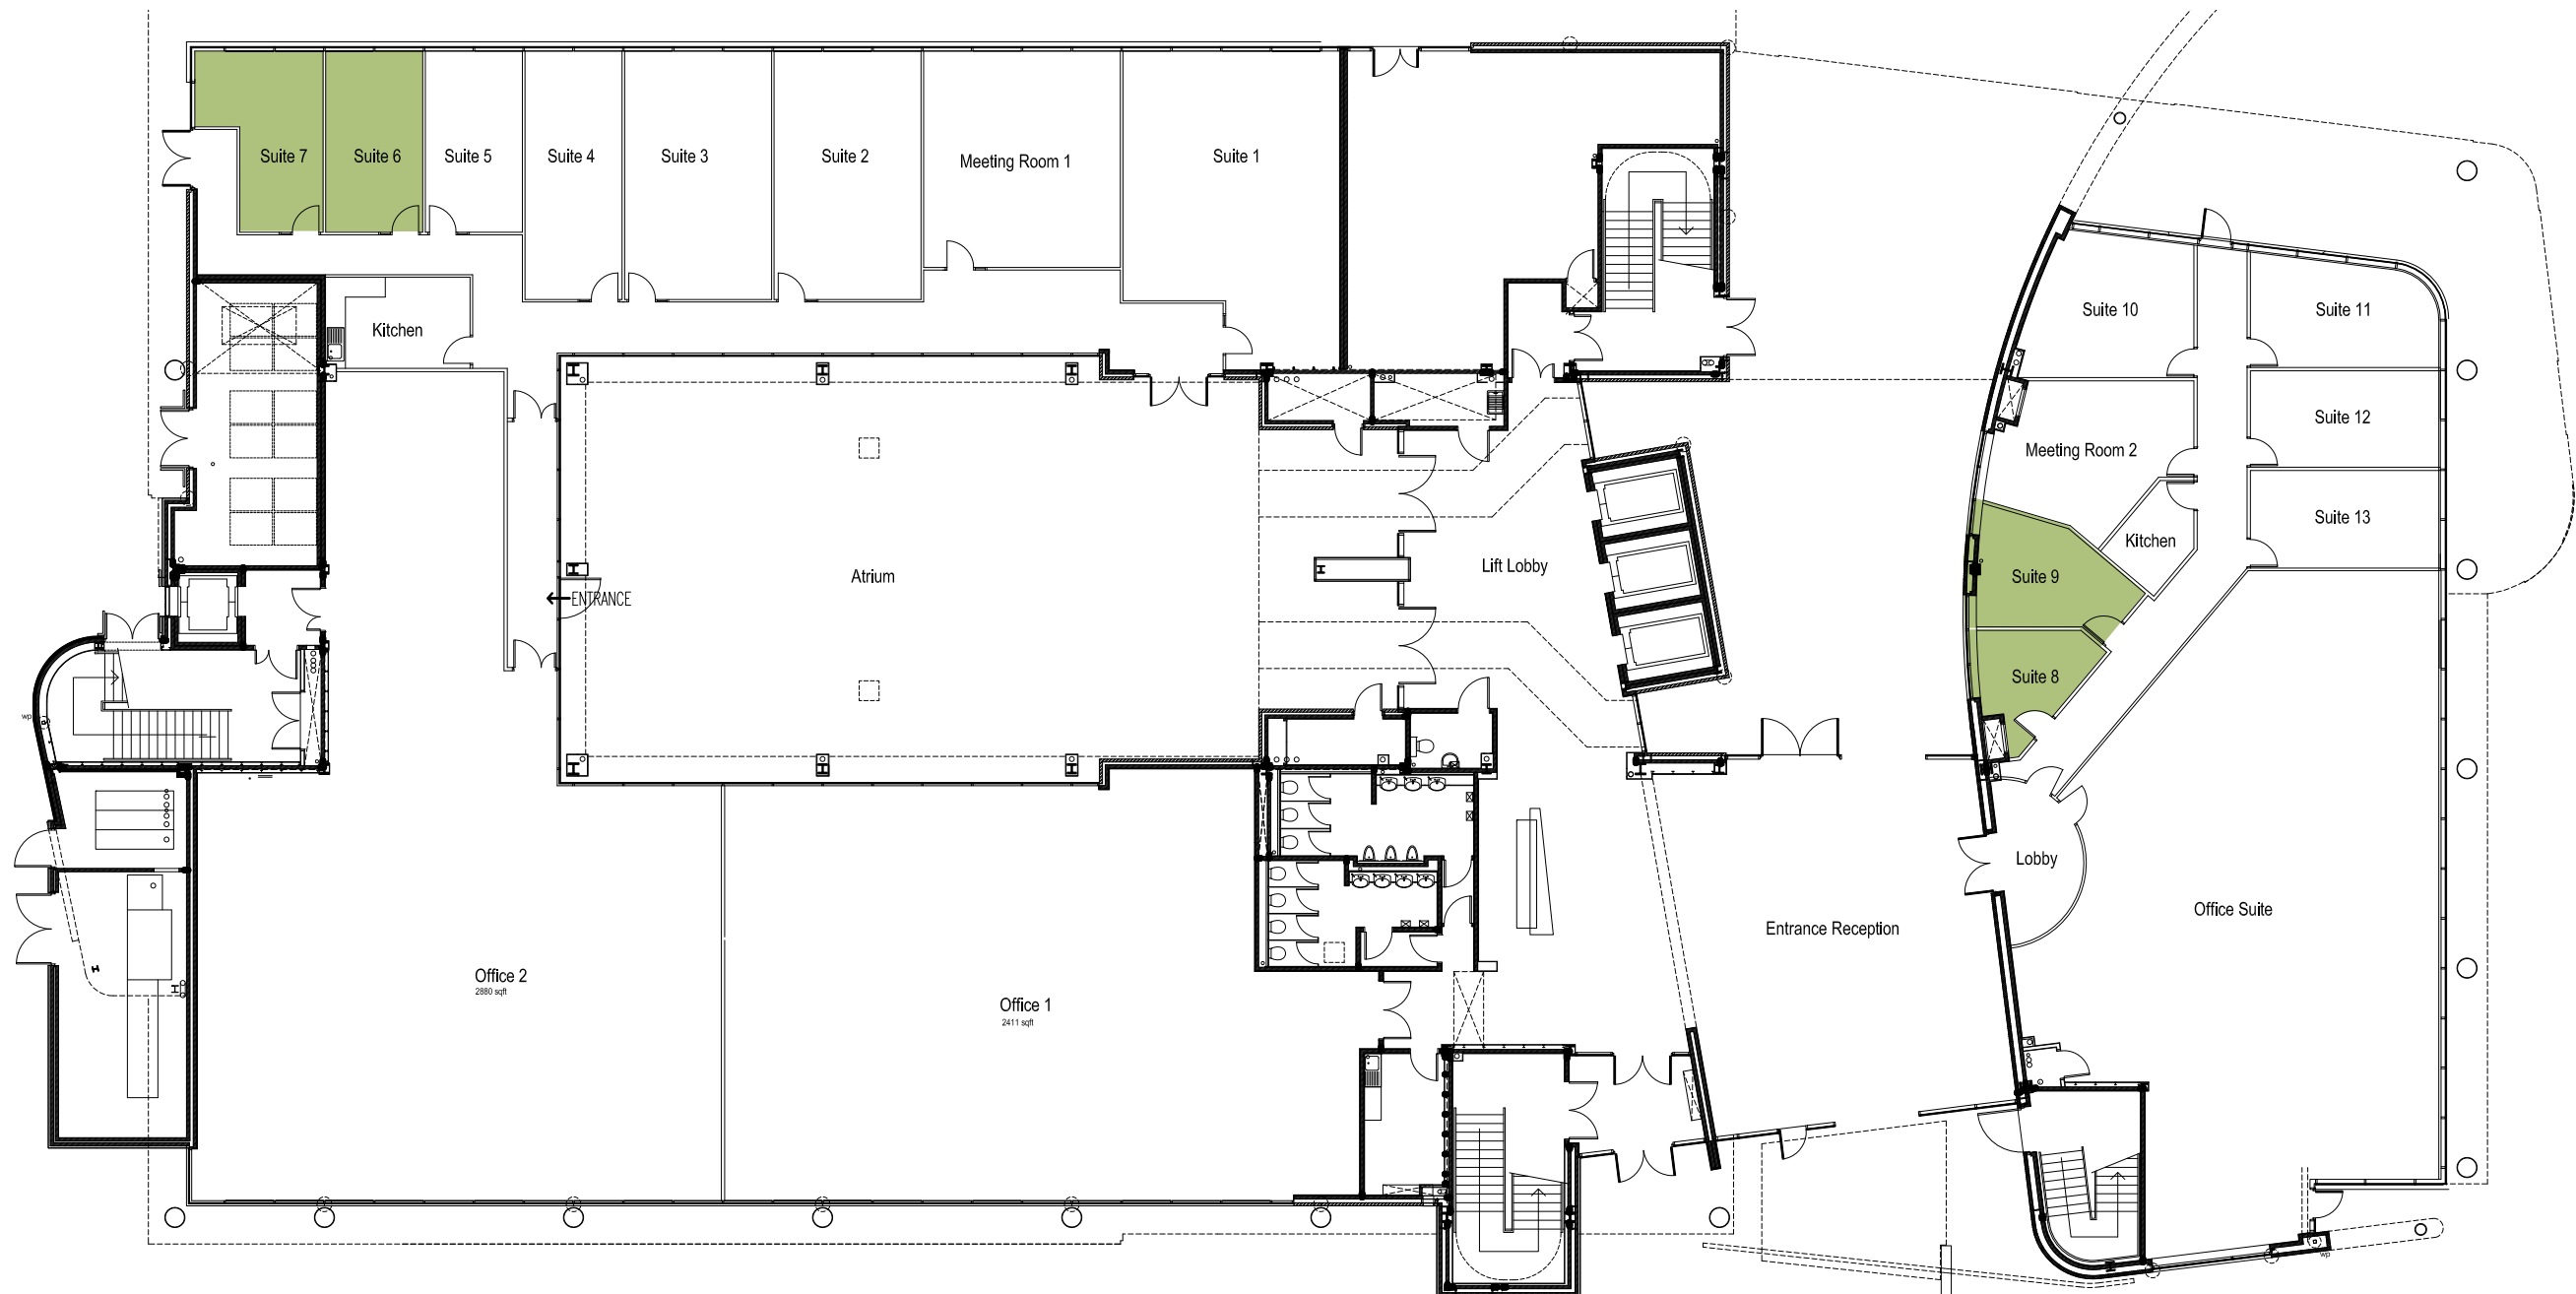 Suite 7
Suite 6
Suite 5
Suite 4
Suite 3
Suite 2
Meeting Room 1
Suite 1
Kitchen
Suite 10
Suite 11
Suite 12
Meeting Room 2
Suite 13
Kitchen
Suite 9
Suite 8
Atrium
ENTRANCE
Lift Lobby
wp
Lobby
Office Suite
Entrance Reception
Office 2
2880 sqft
Office 1
2411 sqft
wp